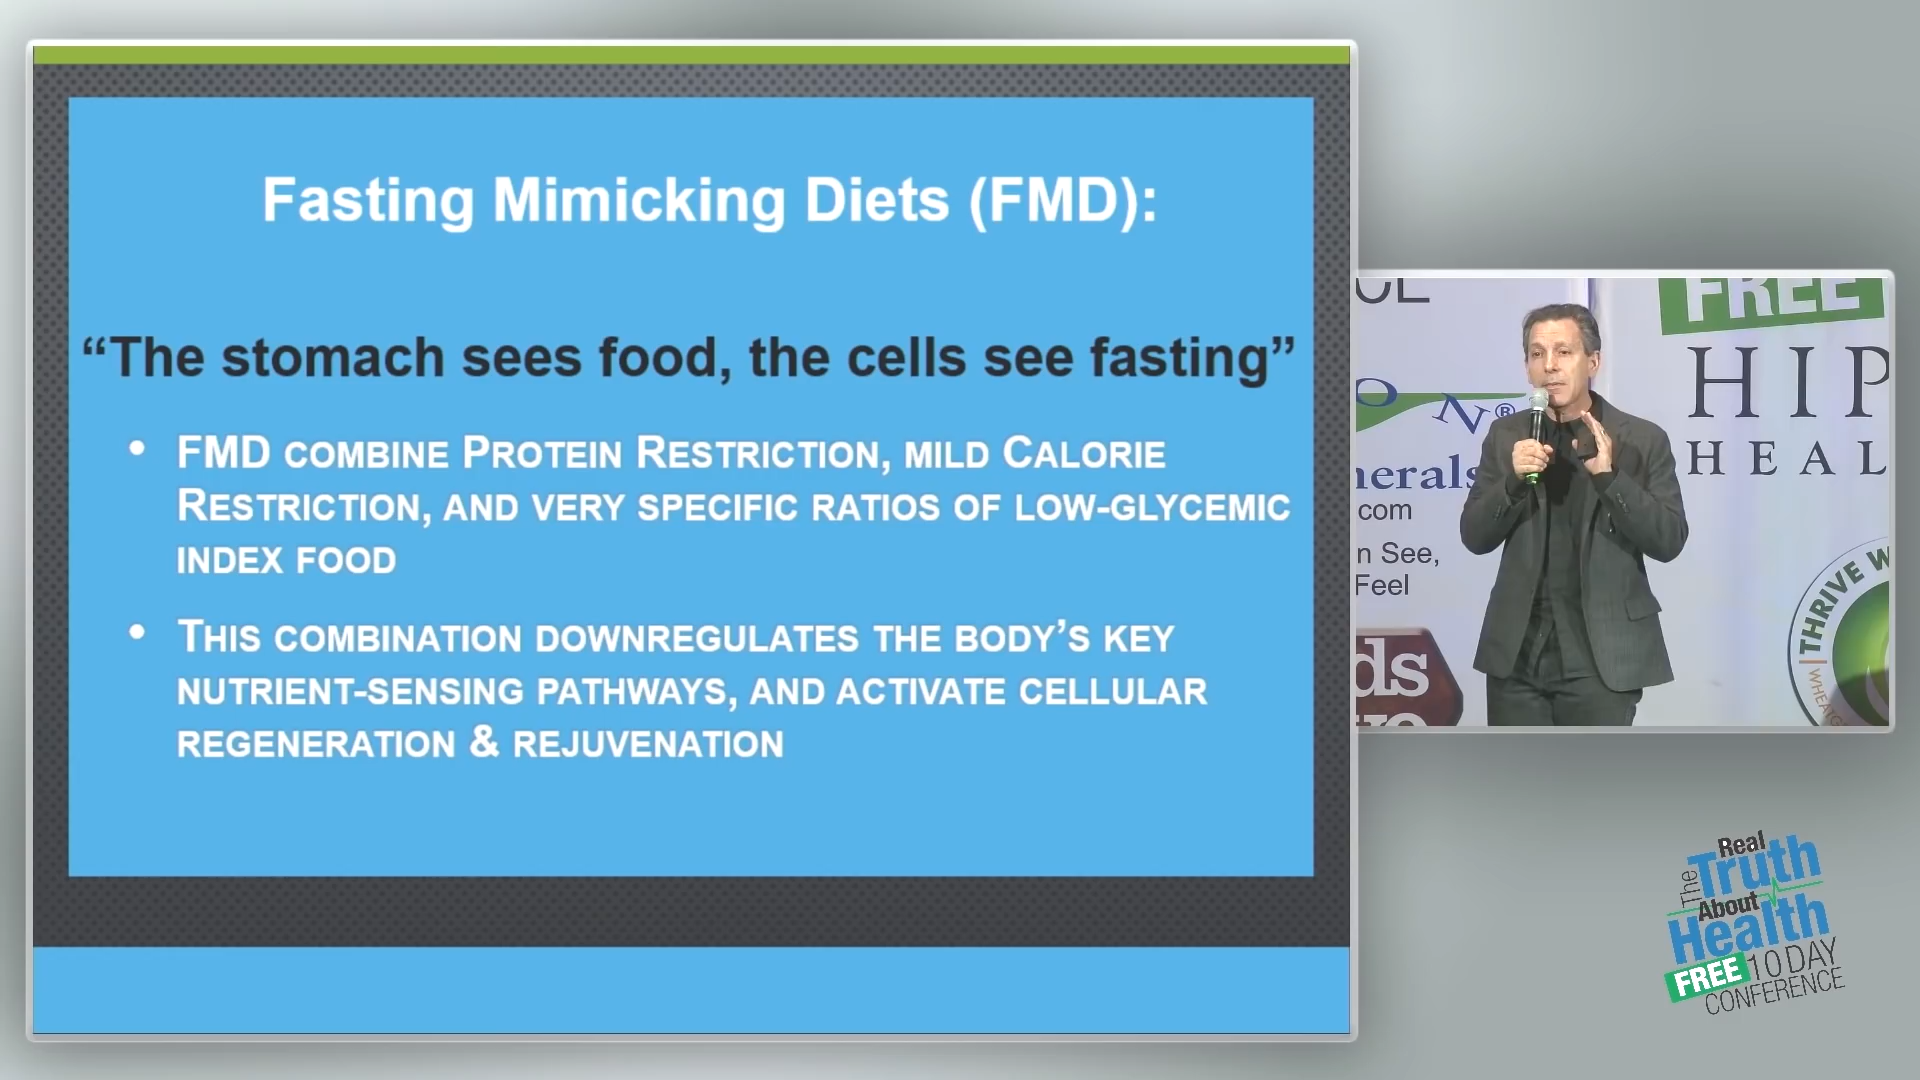 Fasting Mimicking Diets (FMD):
“The stomach sees food, the cells see fasting”
• FMD COMBINE PROTEIN RESTRICTION, MILD CALORIE
RESTRICTION, AND VERY SPECIFIC RATIOS OF LOW-GLYCEMIC
INDEX FOOD
• THIS COMBINATION DOWNREGULATES THE BODY’S KEY
NUTRIENT-SENSING PATHWAYS, AND ACTIVATE CELLULAR
REGENERATION & REJUVENATION
FREE
HIP
HEAL
O N®
nerals
com
n See,
Feel
ds
THRIVE W
WHEATG
The Real
Truth
About
Health
FREE 10 DAY
CONFERENCE